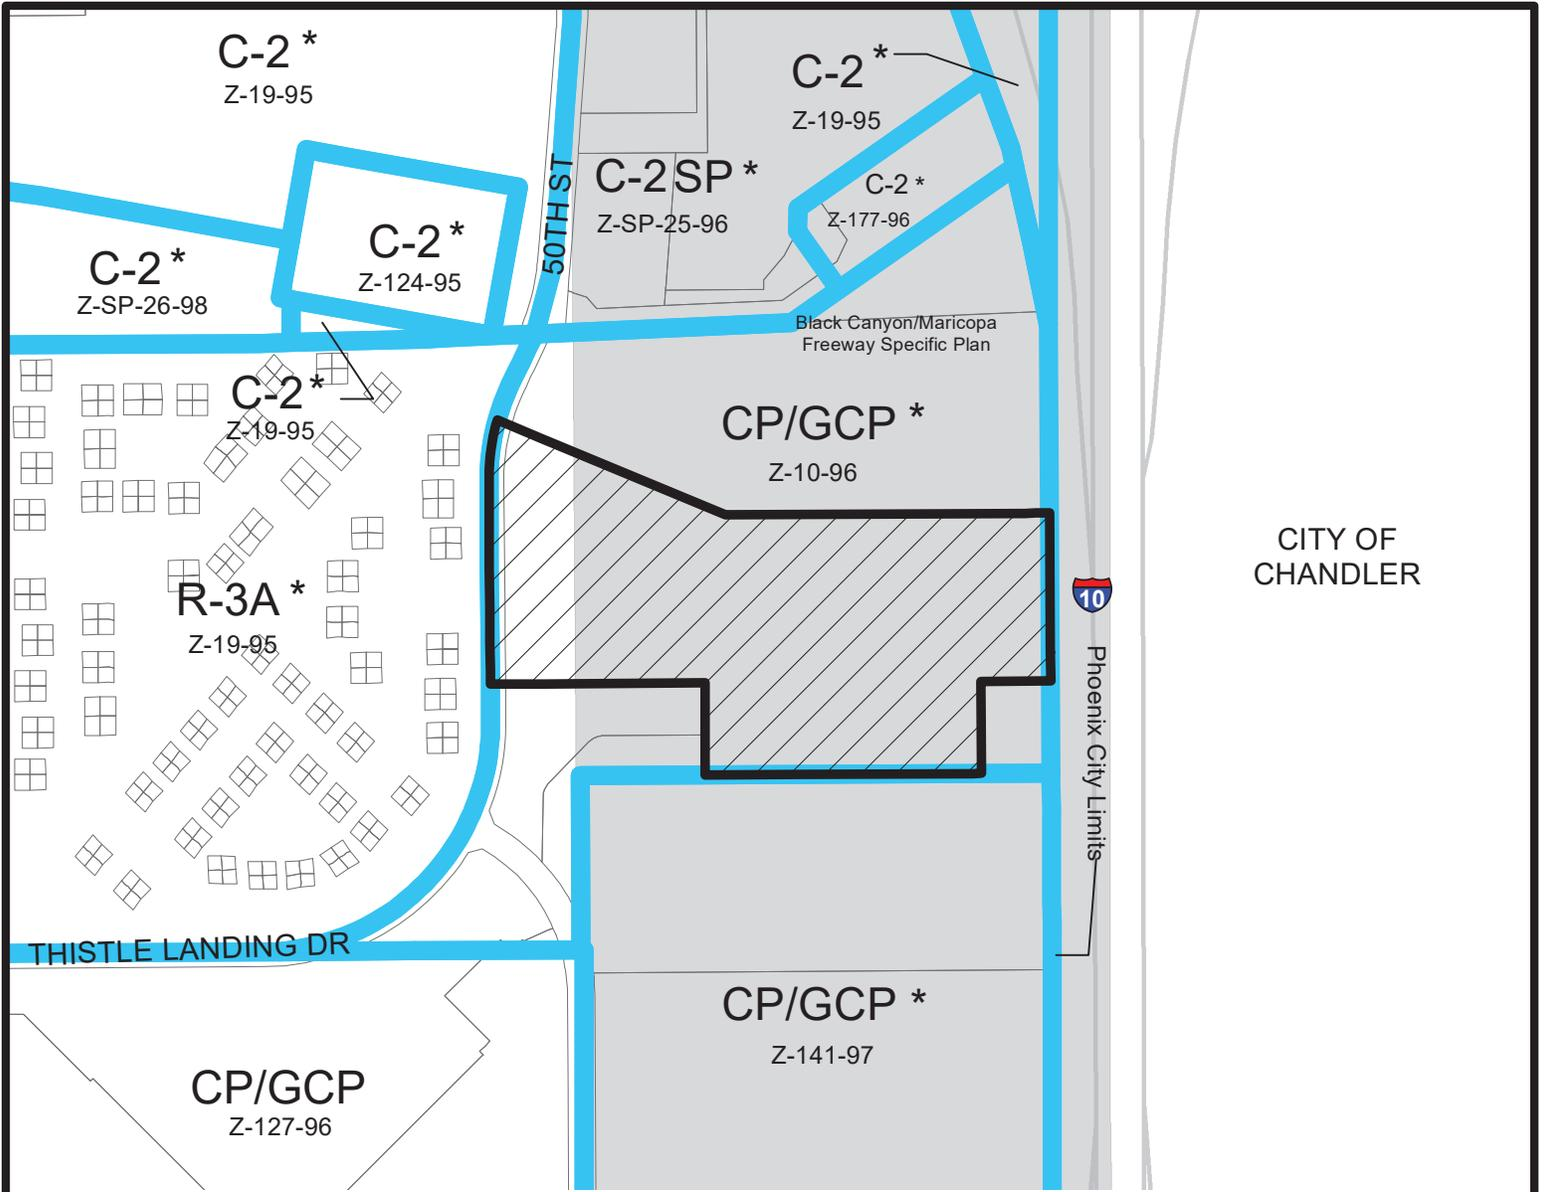 C-2 *
Z-19-95
C-2 *
Z-19-95
C-2 SP *
Z-SP-25-96
C-2 *
Z-177-96
50TH ST
C-2 *
Z-124-95
C-2 *
Z-SP-26-98
Black Canyon/Maricopa
Freeway Specific Plan
C-2 *
Z-19-95
CP/GCP *
Z-10-96
CITY OF
CHANDLER
10
R-3A *
Z-19-95
Phoenix City Limits
THISTLE LANDING DR
CP/GCP *
Z-141-97
CP/GCP
Z-127-96